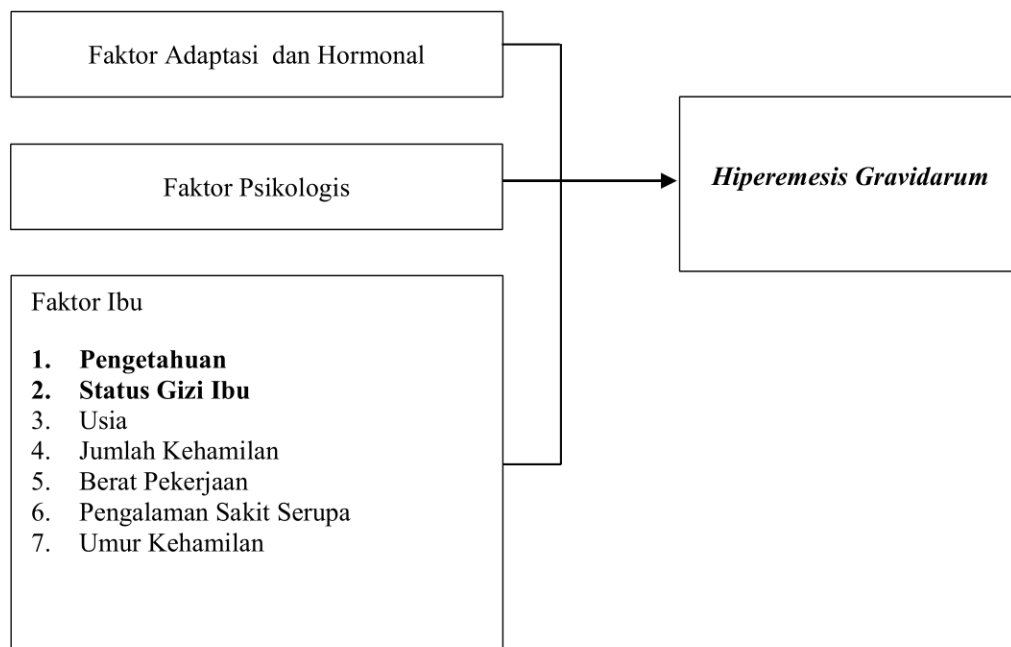 Faktor Adaptasi dan Hormonal
Faktor Psikologis
Hiperemesis Gravidarum
Faktor Ibu
1. Pengetahuan
2. Status Gizi Ibu
3. Usia
4. Jumlah Kehamilan
5. Berat Pekerjaan
6. Pengalaman Sakit Serupa
7. Umur Kehamilan